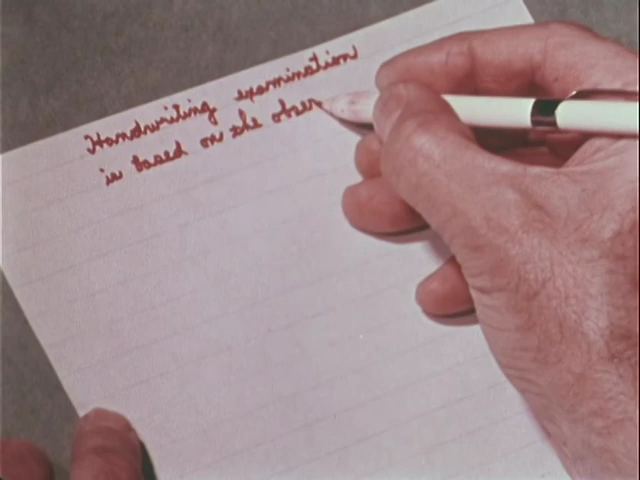 Handwriting examination
is based on the obser